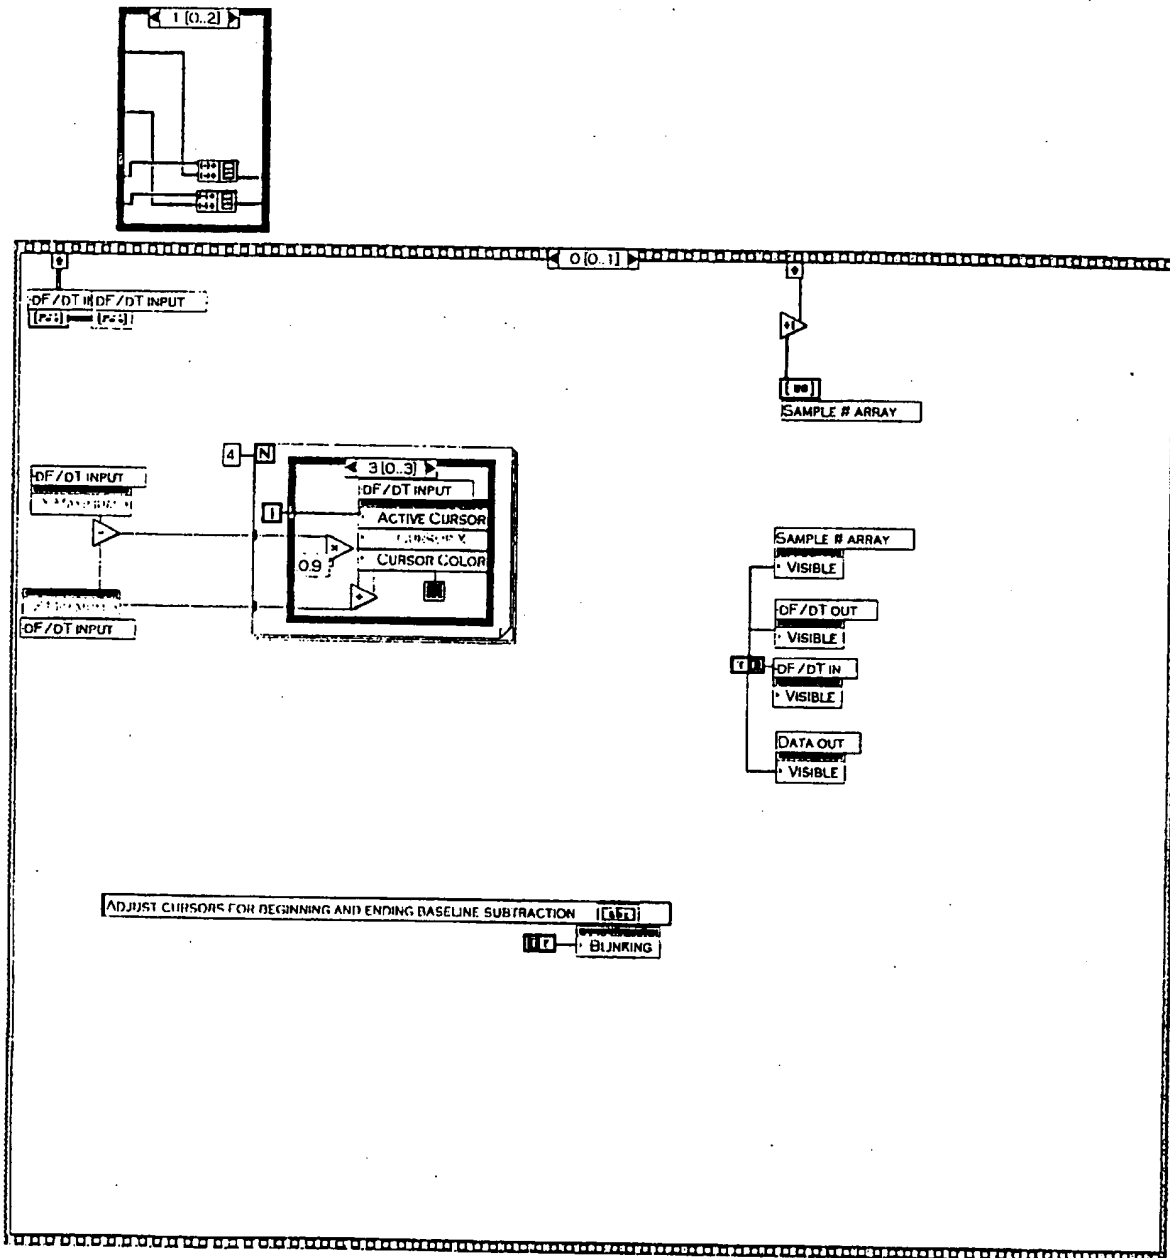 1 [0..2]
0 [0..1]
DF/DT INPUT
SAMPLE # ARRAY
4 N
3 [0..3]
DF/DT INPUT
DF/DT INPUT
I
ACTIVE CURSOR
CURSOR COLOR
0.9
DF/DT INPUT
SAMPLE # ARRAY
VISIBLE
DF/DT OUT
VISIBLE
DF/DT IN
VISIBLE
DATA OUT
VISIBLE
ADJUST CURSORS FOR BEGINNING AND ENDING BASELINE SUBTRACTION
BLINKING